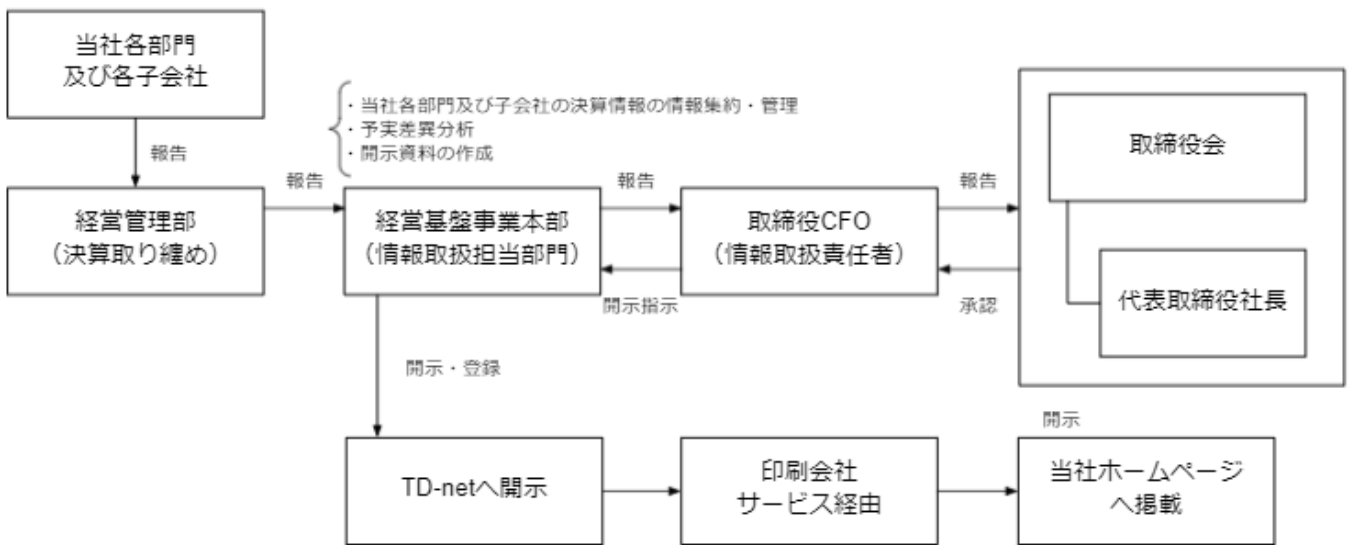 当社各部門
及び各子会社
報告
・当社各部門及び子会社の決算情報の情報集約・管理
・予実差異分析
・開示資料の作成
経営管理部
（決算取り纏め）
報告
経営基盤事業本部
（情報取扱担当部門）
報告
開示指示
取締役CFO
（情報取扱責任者）
報告
承認
取締役会
代表取締役社長
開示・登録
TD-netへ開示
印刷会社
サービス経由
開示
当社ホームページ
へ掲載